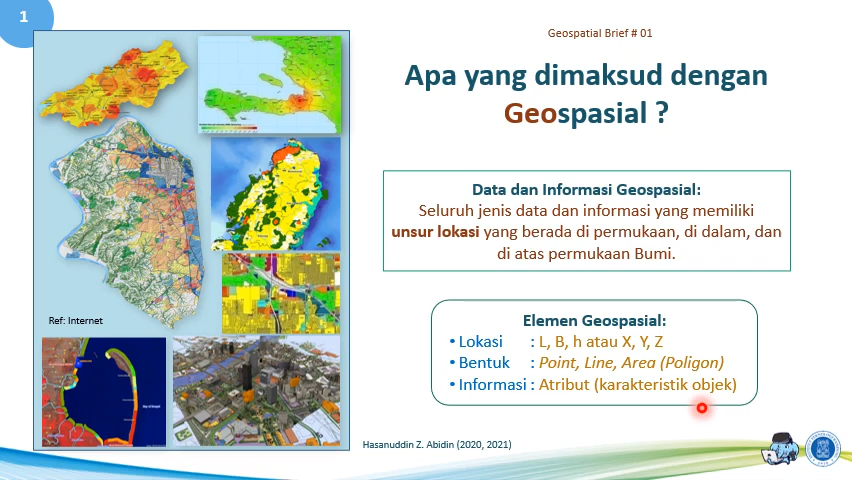 1
Geospatial Brief # 01
Apa yang dimaksud dengan
Geospasial ?
Data dan Informasi Geospasial:
Seluruh jenis data dan informasi yang memiliki
unsur lokasi yang berada di permukaan, di dalam, dan
di atas permukaan Bumi.
Ref: Internet
Elemen Geospasial:
• Lokasi : L, B, h atau X, Y, Z
• Bentuk : Point, Line, Area (Poligon)
• Informasi : Atribut (karakteristik objek)
Hasanuddin Z. Abidin (2020, 2021)